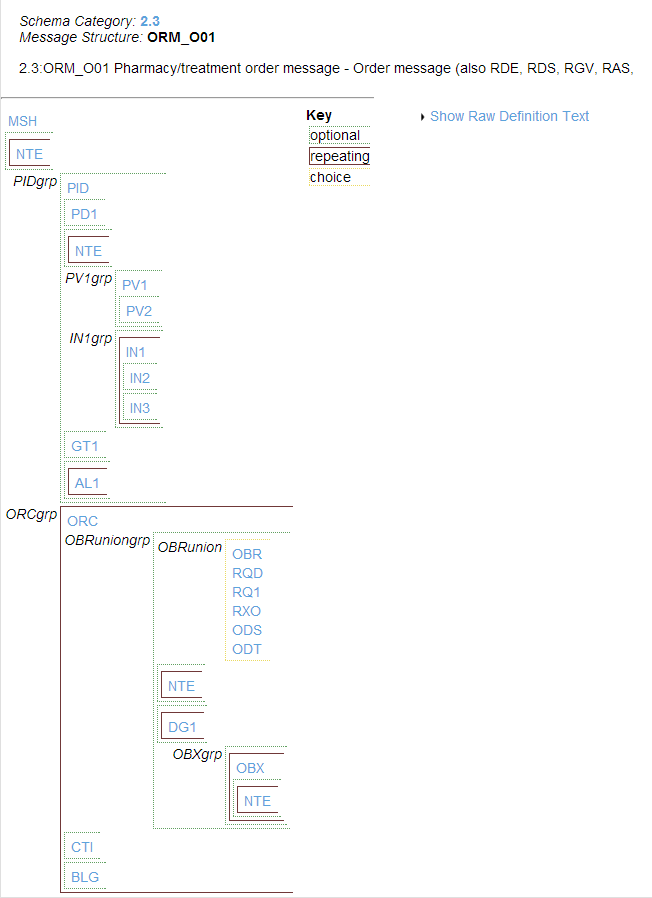 Schema Category: 2.3
Message Structure: ORM_O01
2.3:ORM_O01 Pharmacy/treatment order message - Order message (also RDE, RDS, RGV, RAS,
Key
optional
repeating
choice
Show Raw Definition Text
MSH
NTE
PIDgrp
PID
PD1
NTE
PV1grp
PV1
PV2
IN1grp
IN1
IN2
IN3
GT1
AL1
ORCgrp
ORC
OBRuniongrp
OBRunion
OBR
RQD
RQ1
RXO
ODS
ODT
NTE
DG1
OBXgrp
OBX
NTE
CTI
BLG